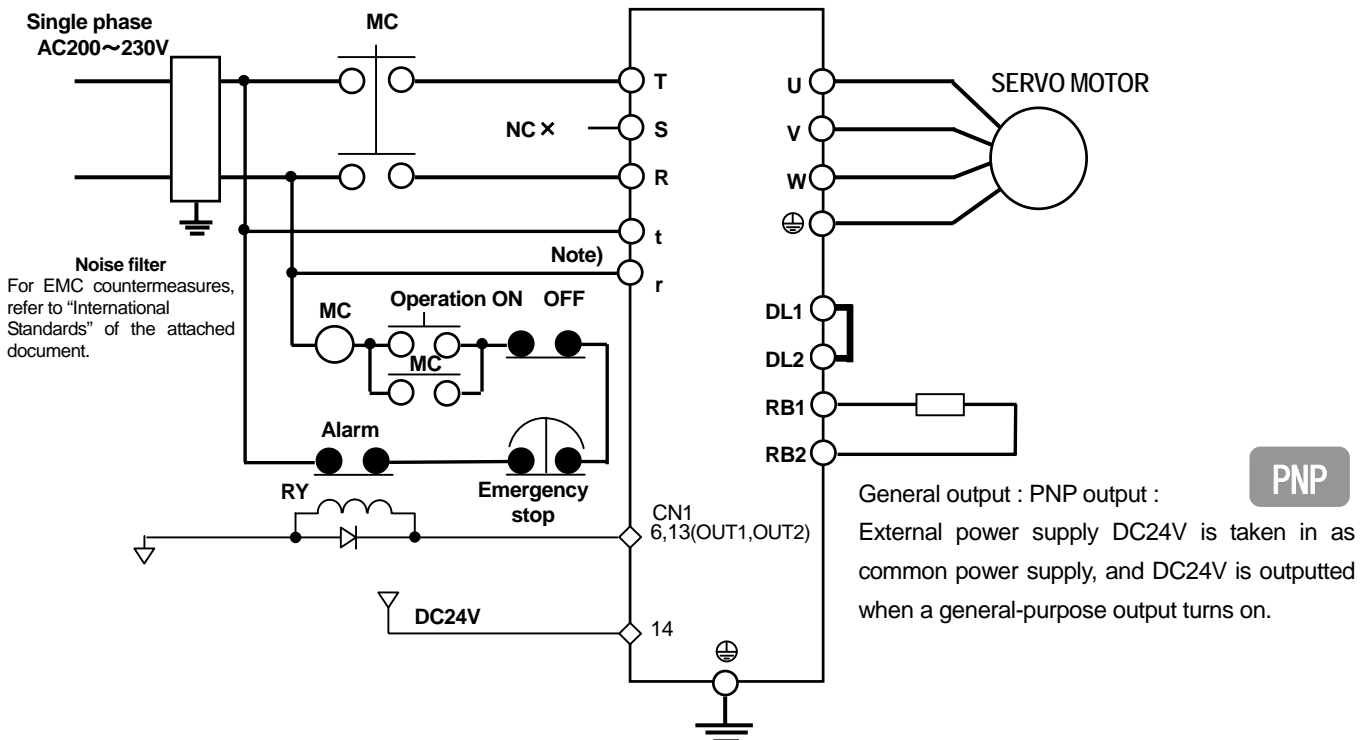 Single phase
AC200～230V
MC
T
NC ×
S
R
t
Note)
r
U
V
W
SERVO MOTOR
Noise filter
For EMC countermeasures,
refer to “International
Standards” of the attached
document.
MC
Operation ON
OFF
MC
DL1
DL2
RB1
RB2
Alarm
RY
Emergency
stop
CN1
6,13(OUT1,OUT2)
DC24V
14
PNP
General output : PNP output :
External power supply DC24V is taken in as
common power supply, and DC24V is outputted
when a general-purpose output turns on.